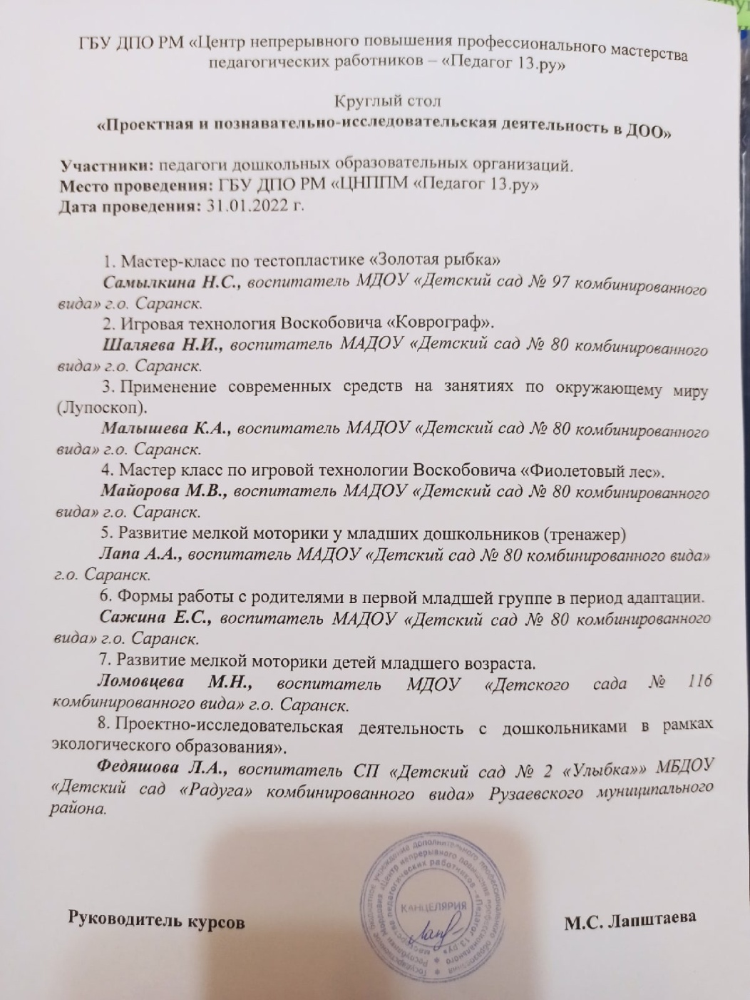 ГБУ ДПО РМ «Центр непрерывного повышения профессионального мастерства
педагогических работников – «Педагог 13.ру»
Круглый стол
«Проектная и познавательно-исследовательская деятельность в ДОО»
Участники: педагоги дошкольных образовательных организаций.
Место проведения: ГБУ ДПО РМ «ЦНППМ «Педагог 13.ру»
Дата проведения: 31.01.2022 г.
1. Мастер-класс по тестопластике «Золотая рыбка»
Самылкина Н.С., воспитатель МДОУ «Детский сад № 97 комбинированного
вида» г.о. Саранск.
2. Игровая технология Воскобовича «Коврограф».
Шаляева Н.И., воспитатель МАДОУ «Детский сад № 80 комбинированного
вида» г.о. Саранск.
3. Применение современных средств на занятиях по окружающему миру
(Лупоскоп).
Малышева К.А., воспитатель МАДОУ «Детский сад № 80 комбинированного
вида» г.о. Саранск.
4. Мастер класс по игровой технологии Воскобовича «Фиолетовый лес».
Майорова М.В., воспитатель МАДОУ «Детский сад № 80 комбинированного
вида» г.о. Саранск.
5. Развитие мелкой моторики у младших дошкольников (тренажер)
Лапа А.А., воспитатель МАДОУ «Детский сад № 80 комбинированного вида»
г.о. Саранск.
6. Формы работы с родителями в первой младшей группе в период адаптации.
Сажина Е.С., воспитатель МАДОУ «Детский сад № 80 комбинированного
вида» г.о. Саранск.
7. Развитие мелкой моторики детей младшего возраста.
Ломовцева М.Н., воспитатель МДОУ «Детского сада № 116
комбинированного вида» г.о. Саранск.
8. Проектно-исследовательская деятельность с дошкольниками в рамках
экологического образования».
Федяшова Л.А., воспитатель СП «Детский сад № 2 «Улыбка»» МБДОУ
«Детский сад «Радуга» комбинированного вида» Рузаевского муниципального
района.
Государственное бюджетное учреждение дополнительного профессионального образования
Республики Мордовия «Центр непрерывного повышения профессионального
мастерства педагогических работников – «Педагог 13.ру»
КАНЦЕЛЯРИЯ
Руководитель курсов
М.С. Лапштаева